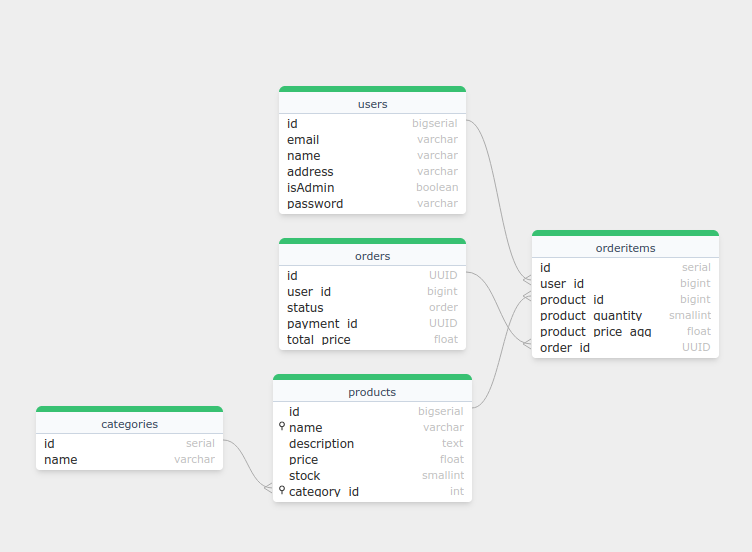 users
id bigserial
email varchar
name varchar
address varchar
isAdmin boolean
password varchar
orders
id UUID
user_id bigint
status order
payment_id UUID
total_price float
orderitems
id serial
user_id bigint
product_id bigint
product_quantity smallint
product_price_agg float
order_id UUID
products
id bigserial
name varchar
description text
price float
stock smallint
category_id int
categories
id serial
name varchar